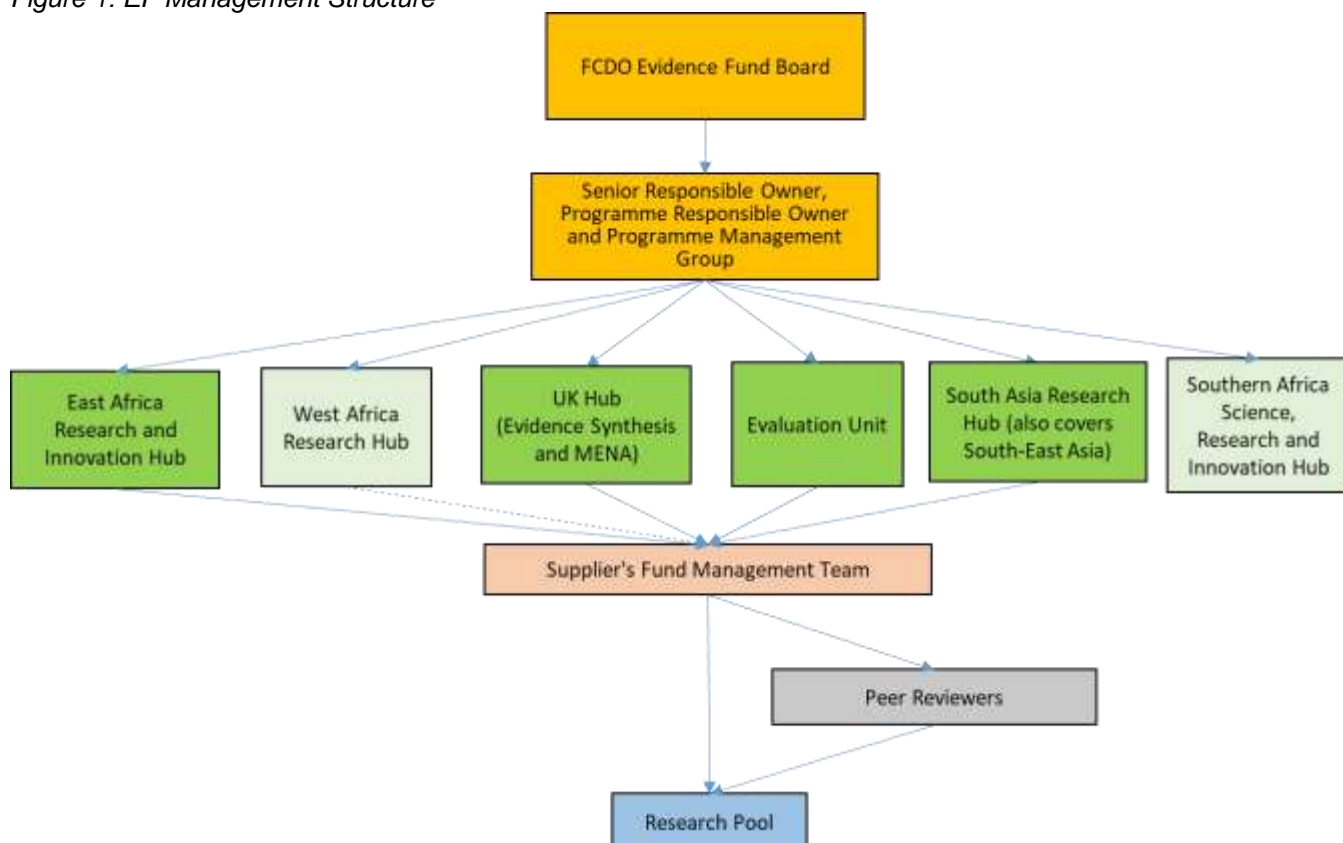 Figure 1: EF Management Structure
FCDO Evidence Fund Board
Senior Responsible Owner,
Programme Responsible Owner
and Programme Management
Group
East Africa
Research and
Innovation Hub
West Africa
Research Hub
UK Hub
(Evidence Synthesis
and MENA)
Evaluation Unit
South Asia Research
Hub (also covers
South-East Asia)
Southern Africa
Science,
Research and
Innovation Hub
Supplier's Fund Management Team
Peer Reviewers
Research Pool